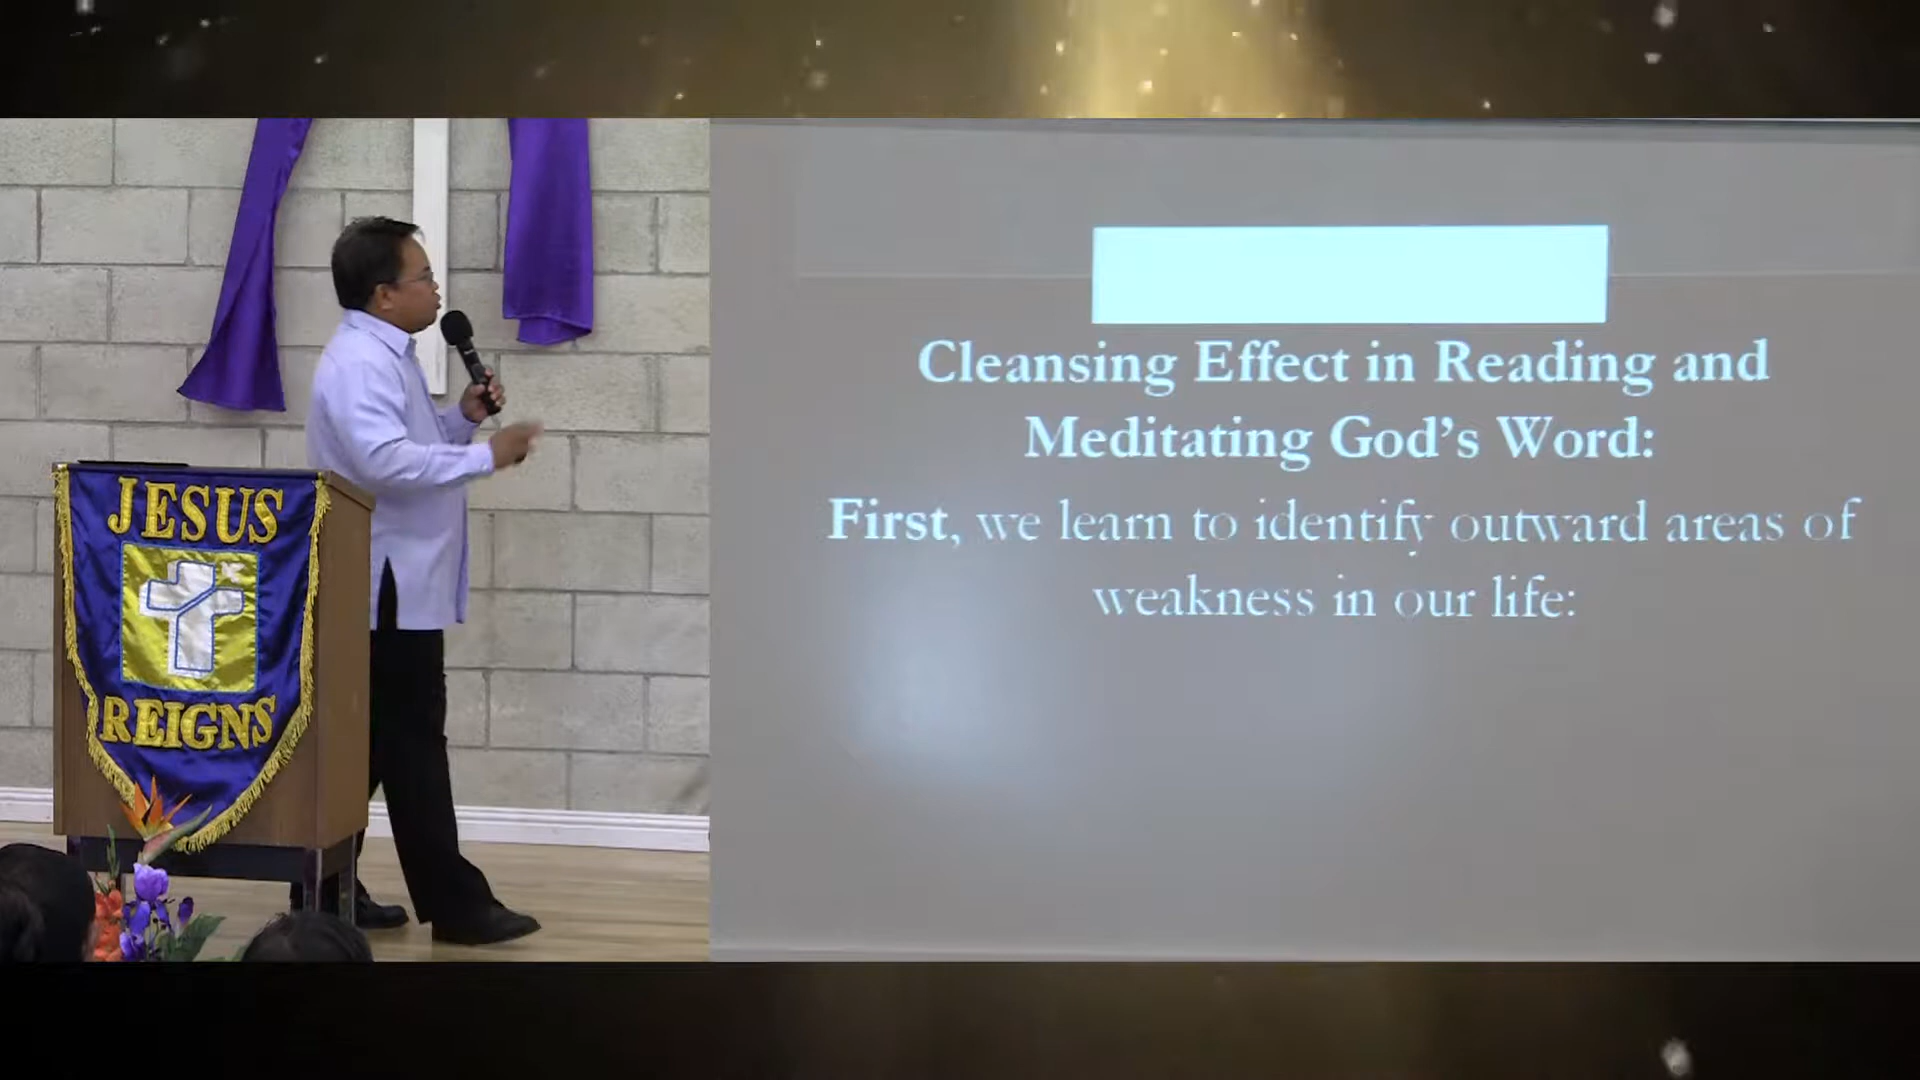 JESUS
REIGNS
Cleansing Effect in Reading and
Meditating God's Word:
First, we learn to identify outward areas of
weakness in our life: